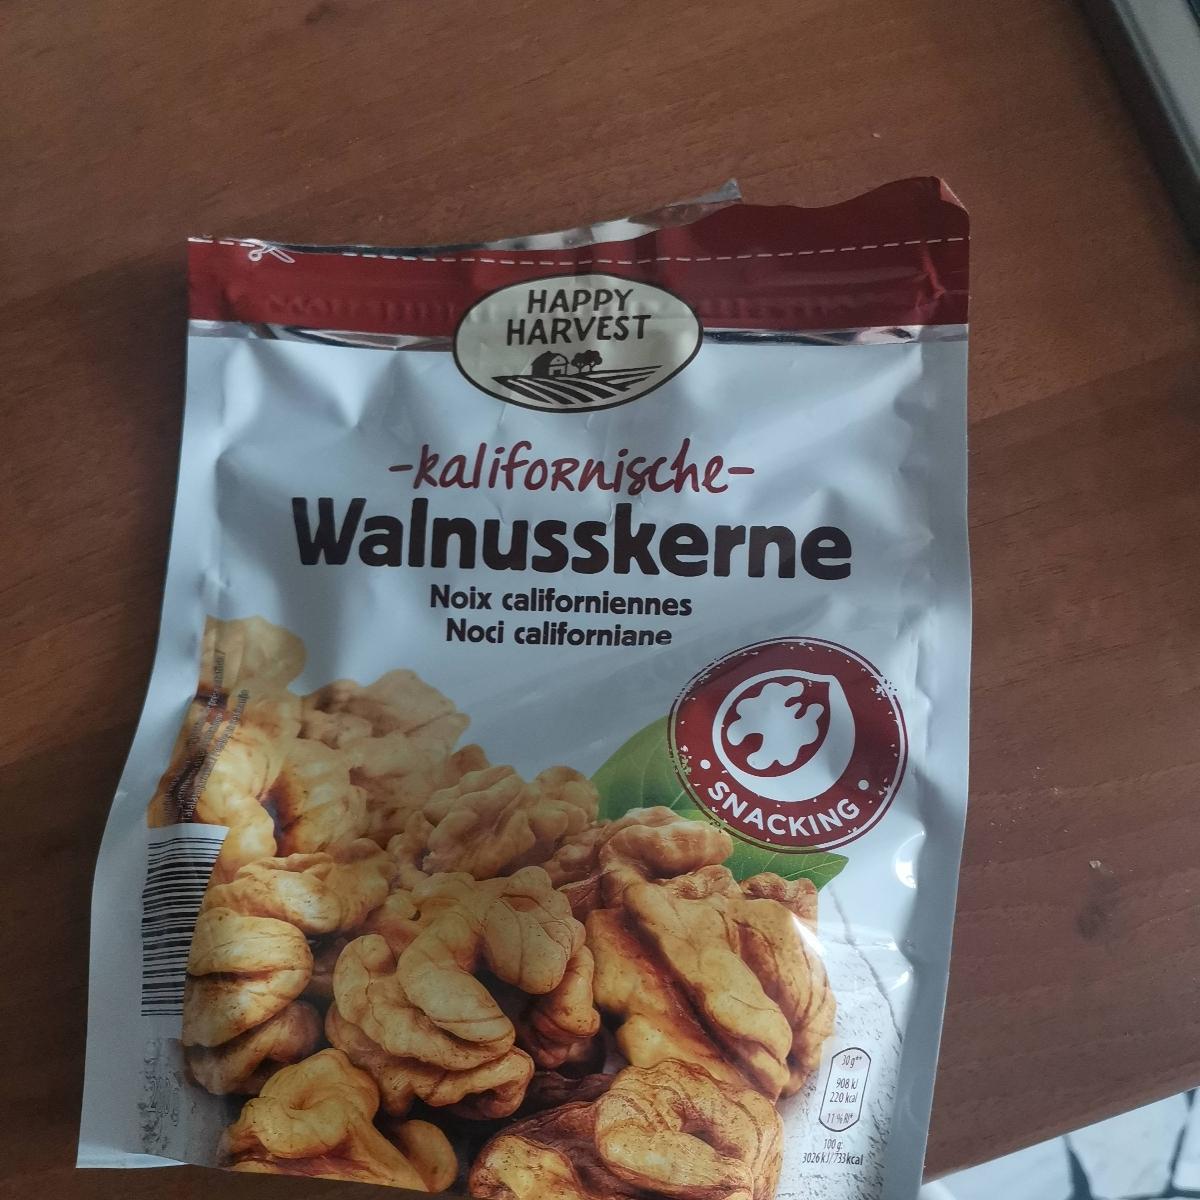 HAPPY
HARVEST
-kalifornische-
Walnusskerne
Noix californiennes
Noci californiane
SNACKING
30 g**
908 kJ
220 kcal
11 % RI*
100 g:
3026 kJ/733 kcal